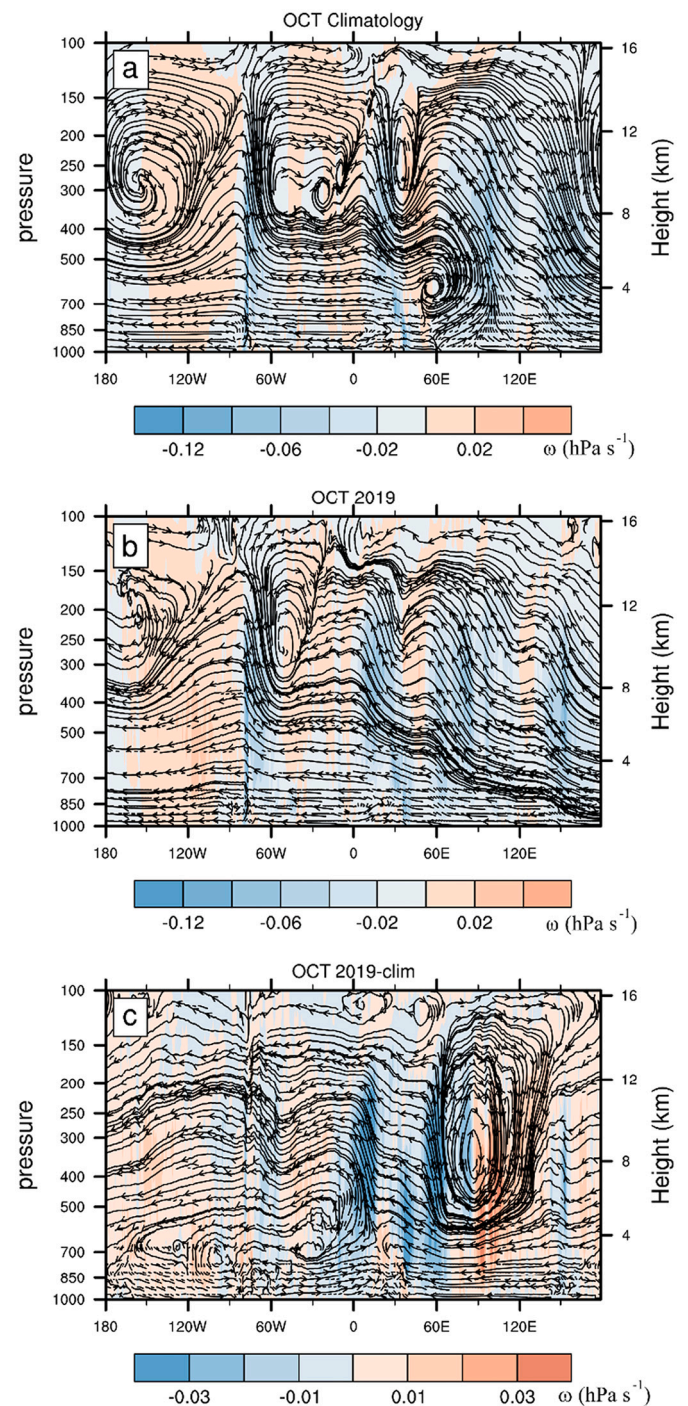 OCT Climatology
a
100
150
200
250
300
400
500
700
850
1000
pressure
16
12
8
4
Height (km)
180 120W 60W 0 60E 120E
-0.12 -0.06 -0.02 0.02 ω (hPa s⁻¹)
OCT 2019
b
100
150
200
250
300
400
500
700
850
1000
pressure
16
12
8
4
Height (km)
180 120W 60W 0 60E 120E
-0.12 -0.06 -0.02 0.02 ω (hPa s⁻¹)
OCT 2019-clim
c
100
150
200
250
300
400
500
700
850
1000
pressure
16
12
8
4
Height (km)
180 120W 60W 0 60E 120E
-0.03 -0.01 0.01 0.03 ω (hPa s⁻¹)